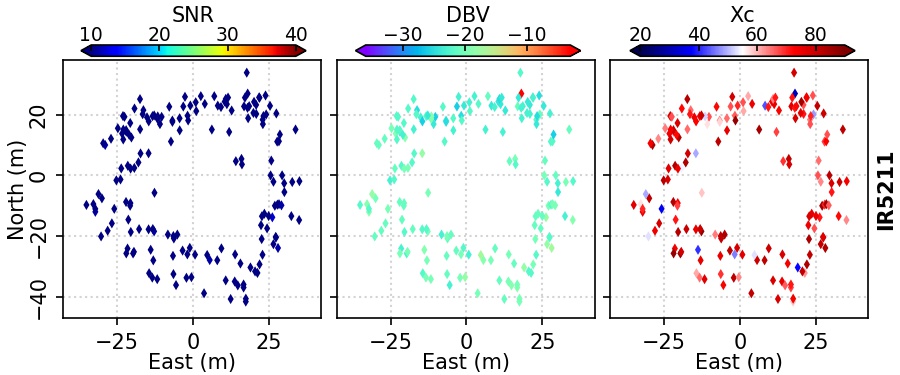 SNR DBV Xc
10 20 30 40 −30 −20 −10 20 40 60 80
North (m)
20
0
−20
−40
IR5211
−25 0 25 −25 0 25 −25 0 25
East (m) East (m) East (m)